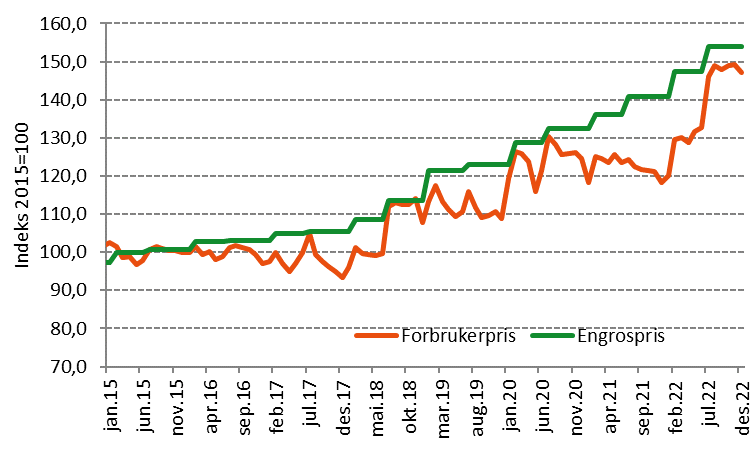 Indeks 2015=100
160,0
150,0
140,0
130,0
120,0
110,0
100,0
90,0
80,0
70,0
Forbrukerpris
Engrospris
jan.15
jun.15
nov.15
apr.16
sep.16
feb.17
jul.17
des.17
mai.18
okt.18
mar.19
aug.19
jan.20
jun.20
nov.20
apr.21
sep.21
feb.22
jul.22
des.22